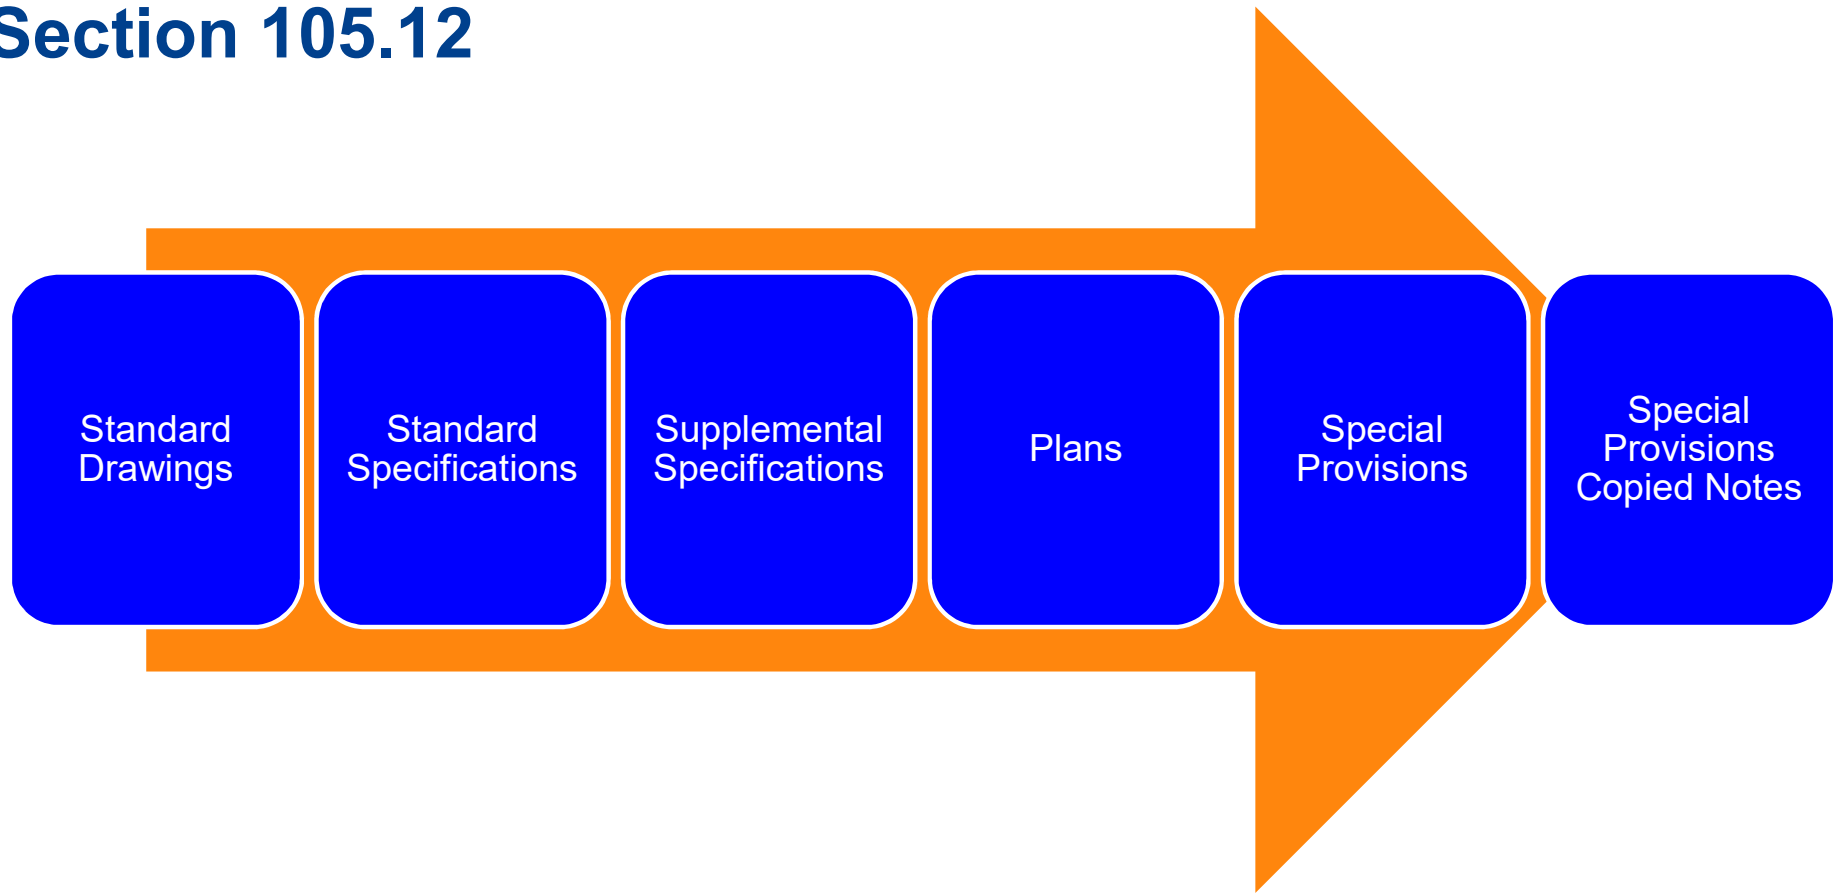 Section 105.12
Standard
Drawings
Standard
Specifications
Supplemental
Specifications
Plans
Special
Provisions
Special
Provisions
Copied Notes